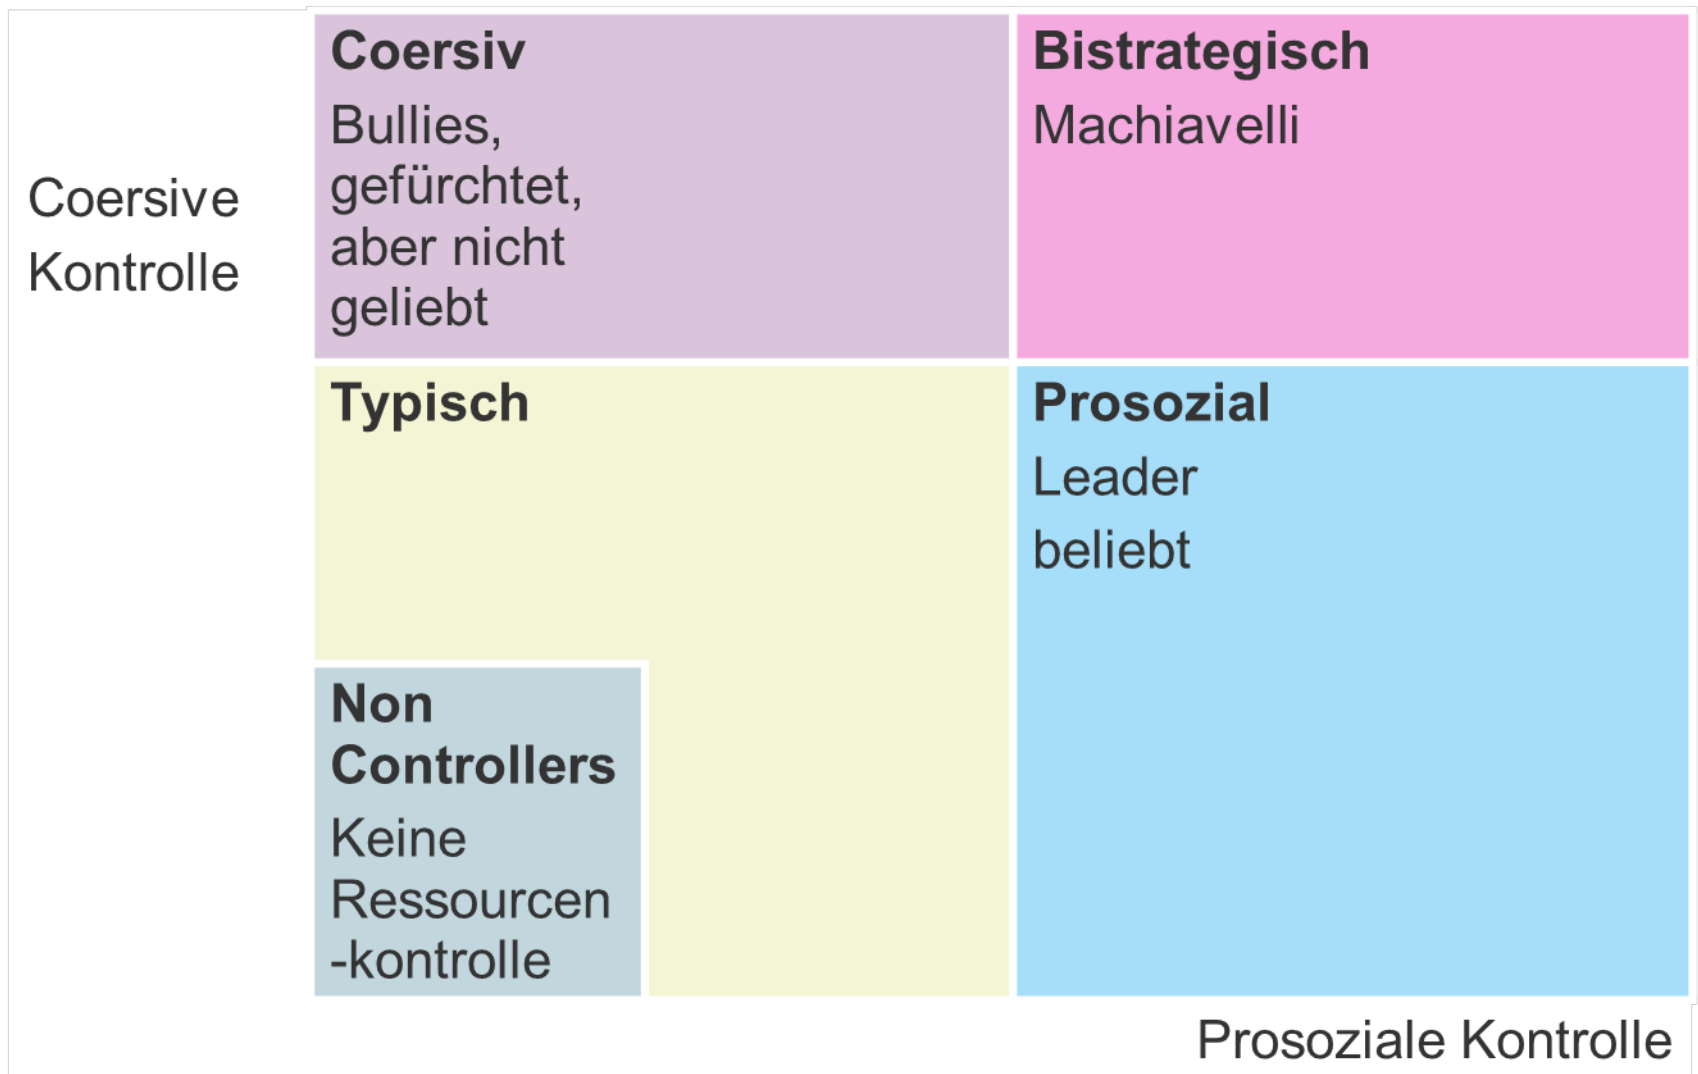 Coersive
Kontrolle
Coersiv
Bullies,
gefürchtet,
aber nicht
geliebt
Bistrategisch
Machiavelli
Typisch
Prosozial
Leader
beliebt
Non
Controllers
Keine
Ressourcen
-kontrolle
Prosoziale Kontrolle